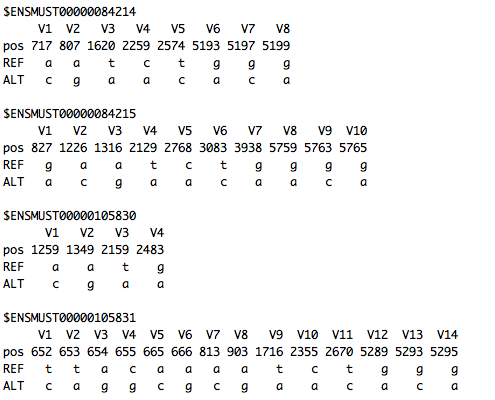 $ENSMUST00000084214
V1 V2 V3 V4 V5 V6 V7 V8
pos 717 807 1620 2259 2574 5193 5197 5199
REF a a t c t g g g
ALT c g a a c a c a
$ENSMUST00000084215
V1 V2 V3 V4 V5 V6 V7 V8 V9 V10
pos 827 1226 1316 2129 2768 3083 3938 5759 5763 5765
REF g a a t c t g g g g
ALT a c g a a c a a c a
$ENSMUST00000105830
V1 V2 V3 V4
pos 1259 1349 2159 2483
REF a a t g
ALT c g a a
$ENSMUST00000105831
V1 V2 V3 V4 V5 V6 V7 V8 V9 V10 V11 V12 V13 V14
pos 652 653 654 655 665 666 813 903 1716 2355 2670 5289 5293 5295
REF t t a c a a a a t c t g g g
ALT c a g g c g c g a a c a c a